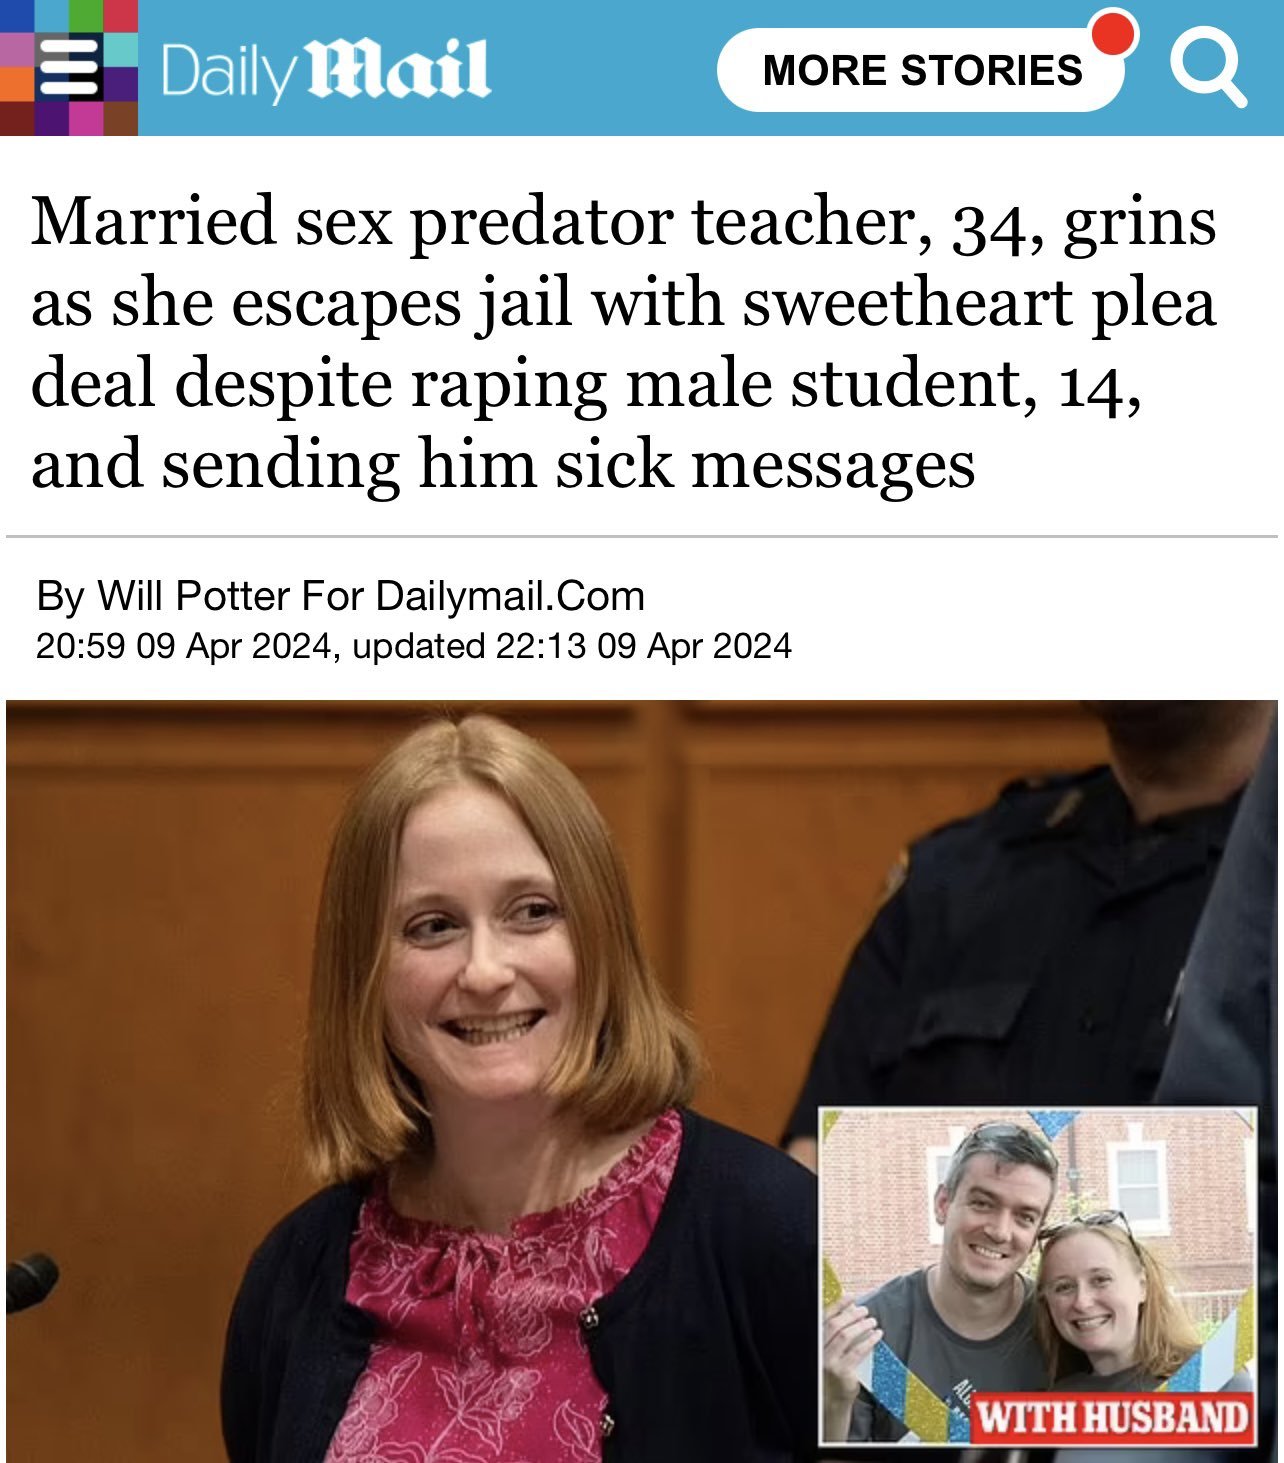 Daily Mail
MORE STORIES
Married sex predator teacher, 34, grins
as she escapes jail with sweetheart plea
deal despite raping male student, 14,
and sending him sick messages
By Will Potter For Dailymail.Com
20:59 09 Apr 2024, updated 22:13 09 Apr 2024
WITH HUSBAND